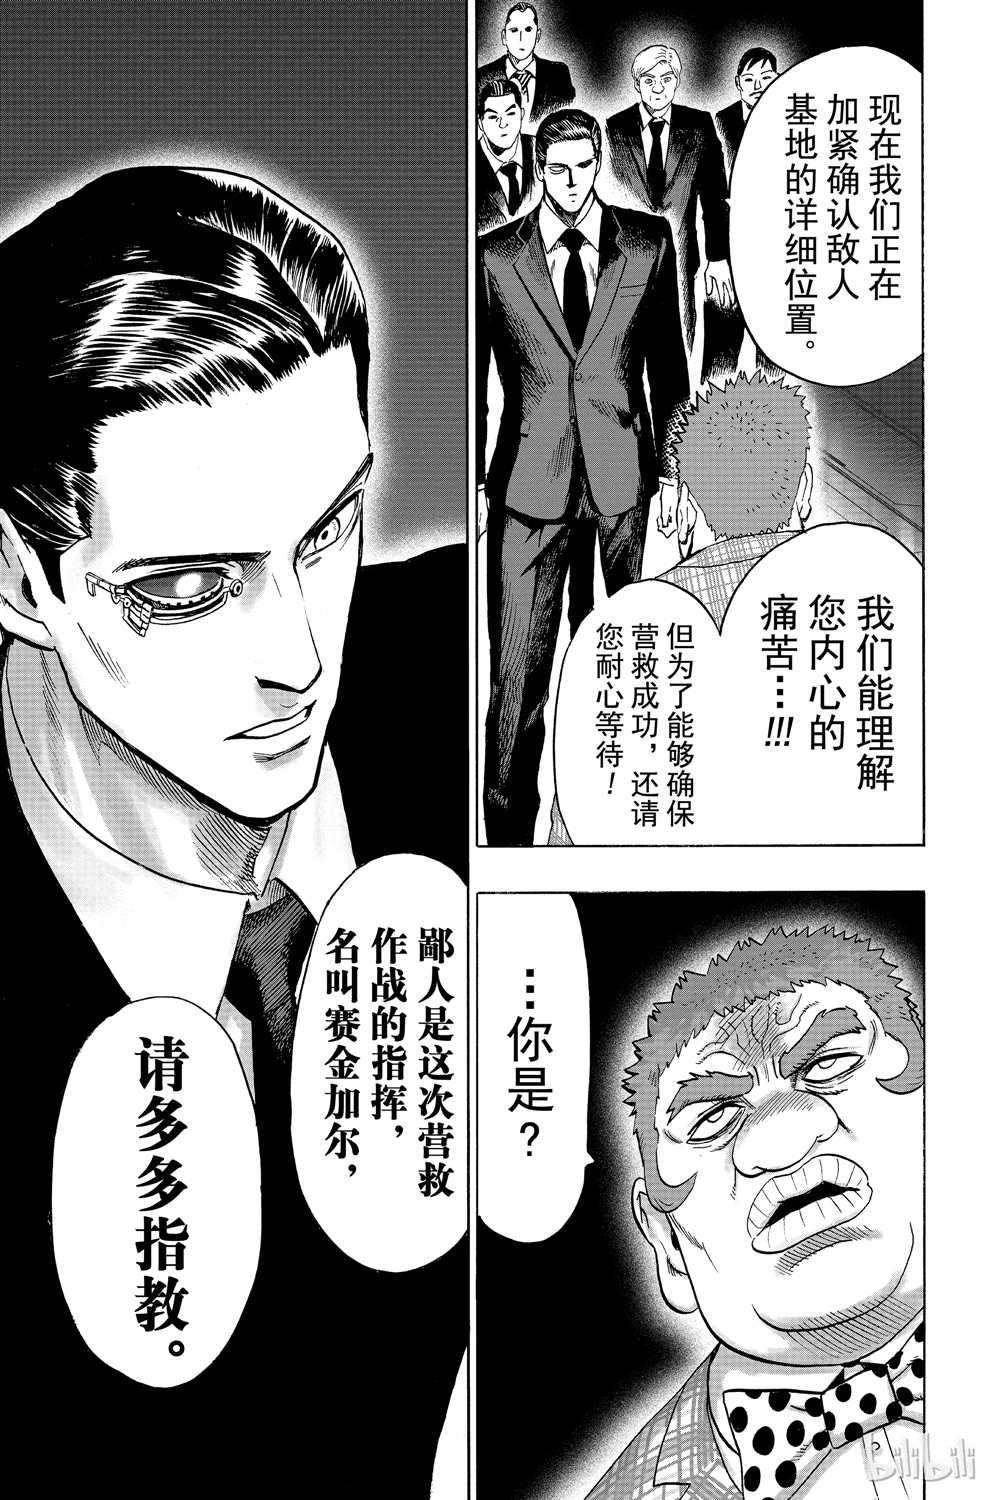 现在我们正在
加紧确认敌人
基地的详细位
置。
我们能理解
您内心的
痛苦…!!!
但为了能够确保
营救成功，还请
您耐心等待！
…你是？
鄙人是这次营救
作战的指挥，
名叫赛金加尔，
请多多指教。
bilibili